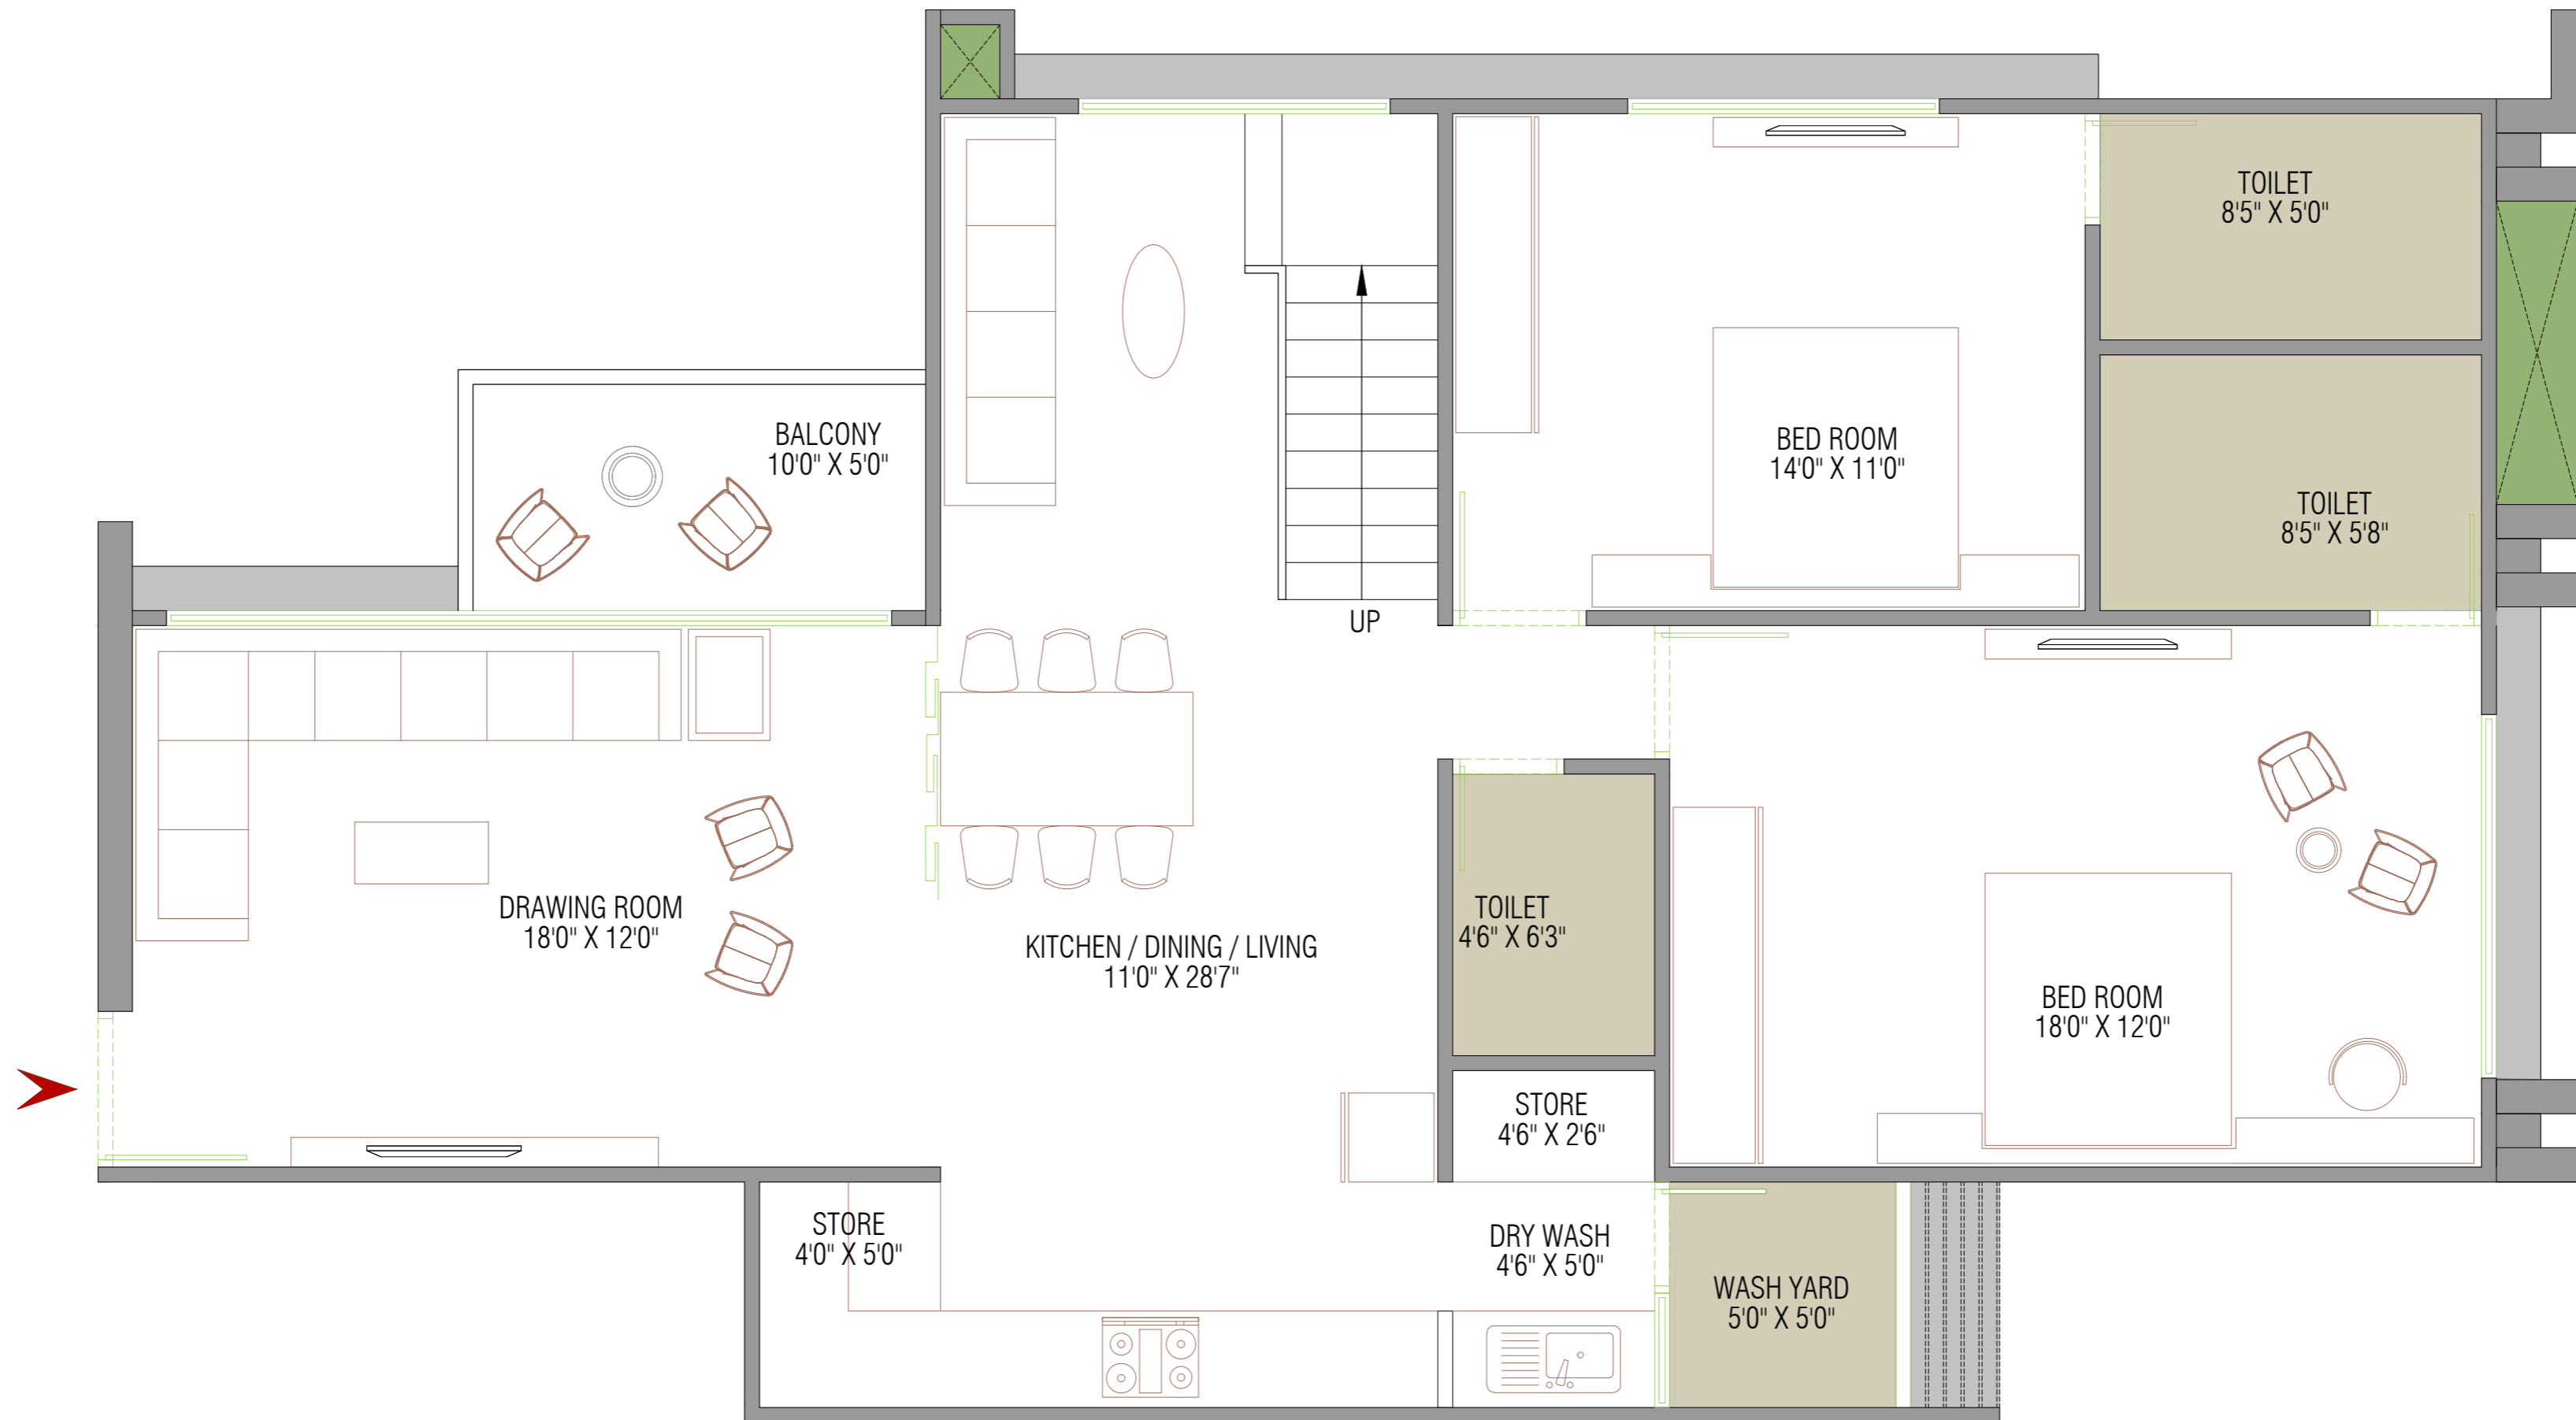 TOILET
8'5" X 5'0"
BALCONY
10'0" X 5'0"
BED ROOM
14'0" X 11'0"
TOILET
8'5" X 5'8"
UP
DRAWING ROOM
18'0" X 12'0"
KITCHEN / DINING / LIVING
11'0" X 28'7"
TOILET
4'6" X 6'3"
BED ROOM
18'0" X 12'0"
STORE
4'6" X 2'6"
STORE
4'0" X 5'0"
DRY WASH
4'6" X 5'0"
WASH YARD
5'0" X 5'0"